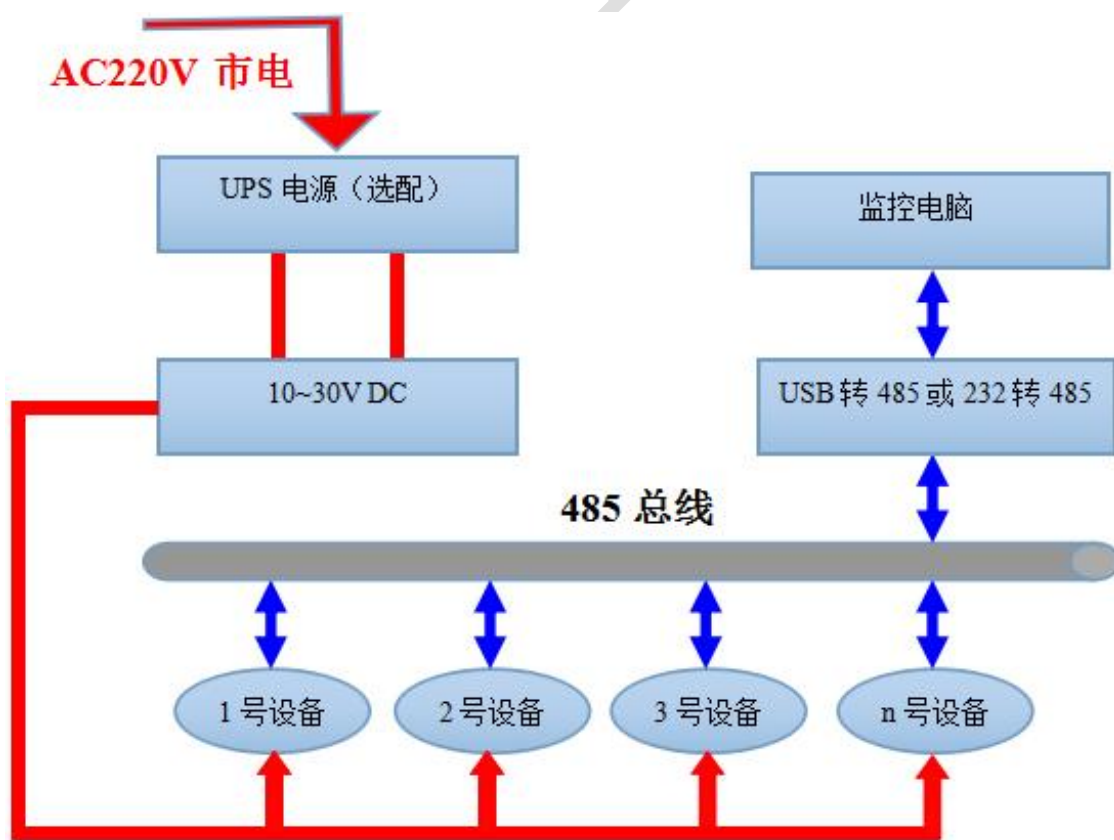 AC220V 市电
UPS 电源（选配）
监控电脑
10~30V DC
USB 转 485 或 232 转 485
485 总线
1 号设备
2 号设备
3 号设备
n 号设备